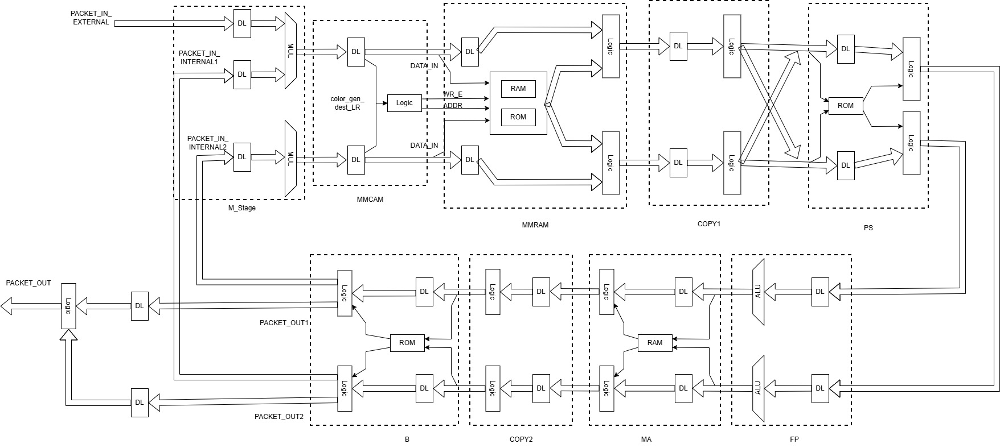 PACKET_IN_
EXTERNAL
DL
MUL
PACKET_IN_
INTERNAL1
DL
PACKET_IN_
INTERNAL2
DL
MUL
M_Stage
DL
color_gen_
dest_LR
Logic
DL
MMCAM
DATA_IN
WR_E
ADDR
DATA_IN
DL
RAM
ROM
DL
Logic
Logic
MMRAM
DL
Logic
DL
Logic
COPY1
DL
ROM
DL
Logic
Logic
PS
PACKET_OUT
Logic
DL
DL
PACKET_OUT1
PACKET_OUT2
Logic
DL
ROM
Logic
DL
B
Logic
DL
Logic
DL
COPY2
Logic
DL
RAM
Logic
DL
MA
ALU
DL
ALU
DL
FP